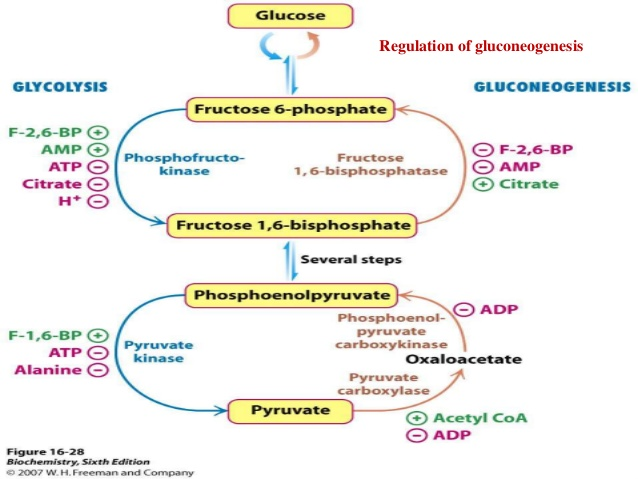 Glucose
Regulation of gluconeogenesis
GLYCOLYSIS
GLUCONEOGENESIS
Fructose 6-phosphate
F-2,6-BP +
AMP +
ATP −
Citrate −
H⁺ −
Phosphofructo-
kinase
Fructose
1,6-bisphosphatase
− F-2,6-BP
− AMP
+ Citrate
Fructose 1,6-bisphosphate
Several steps
Phosphoenolpyruvate
F-1,6-BP +
ATP −
Alanine −
Pyruvate
kinase
Phosphoenol-
pyruvate
carboxykinase
− ADP
Oxaloacetate
Pyruvate
carboxylase
Pyruvate
+ Acetyl CoA
− ADP
Figure 16-28
Biochemistry, Sixth Edition
© 2007 W. H. Freeman and Company